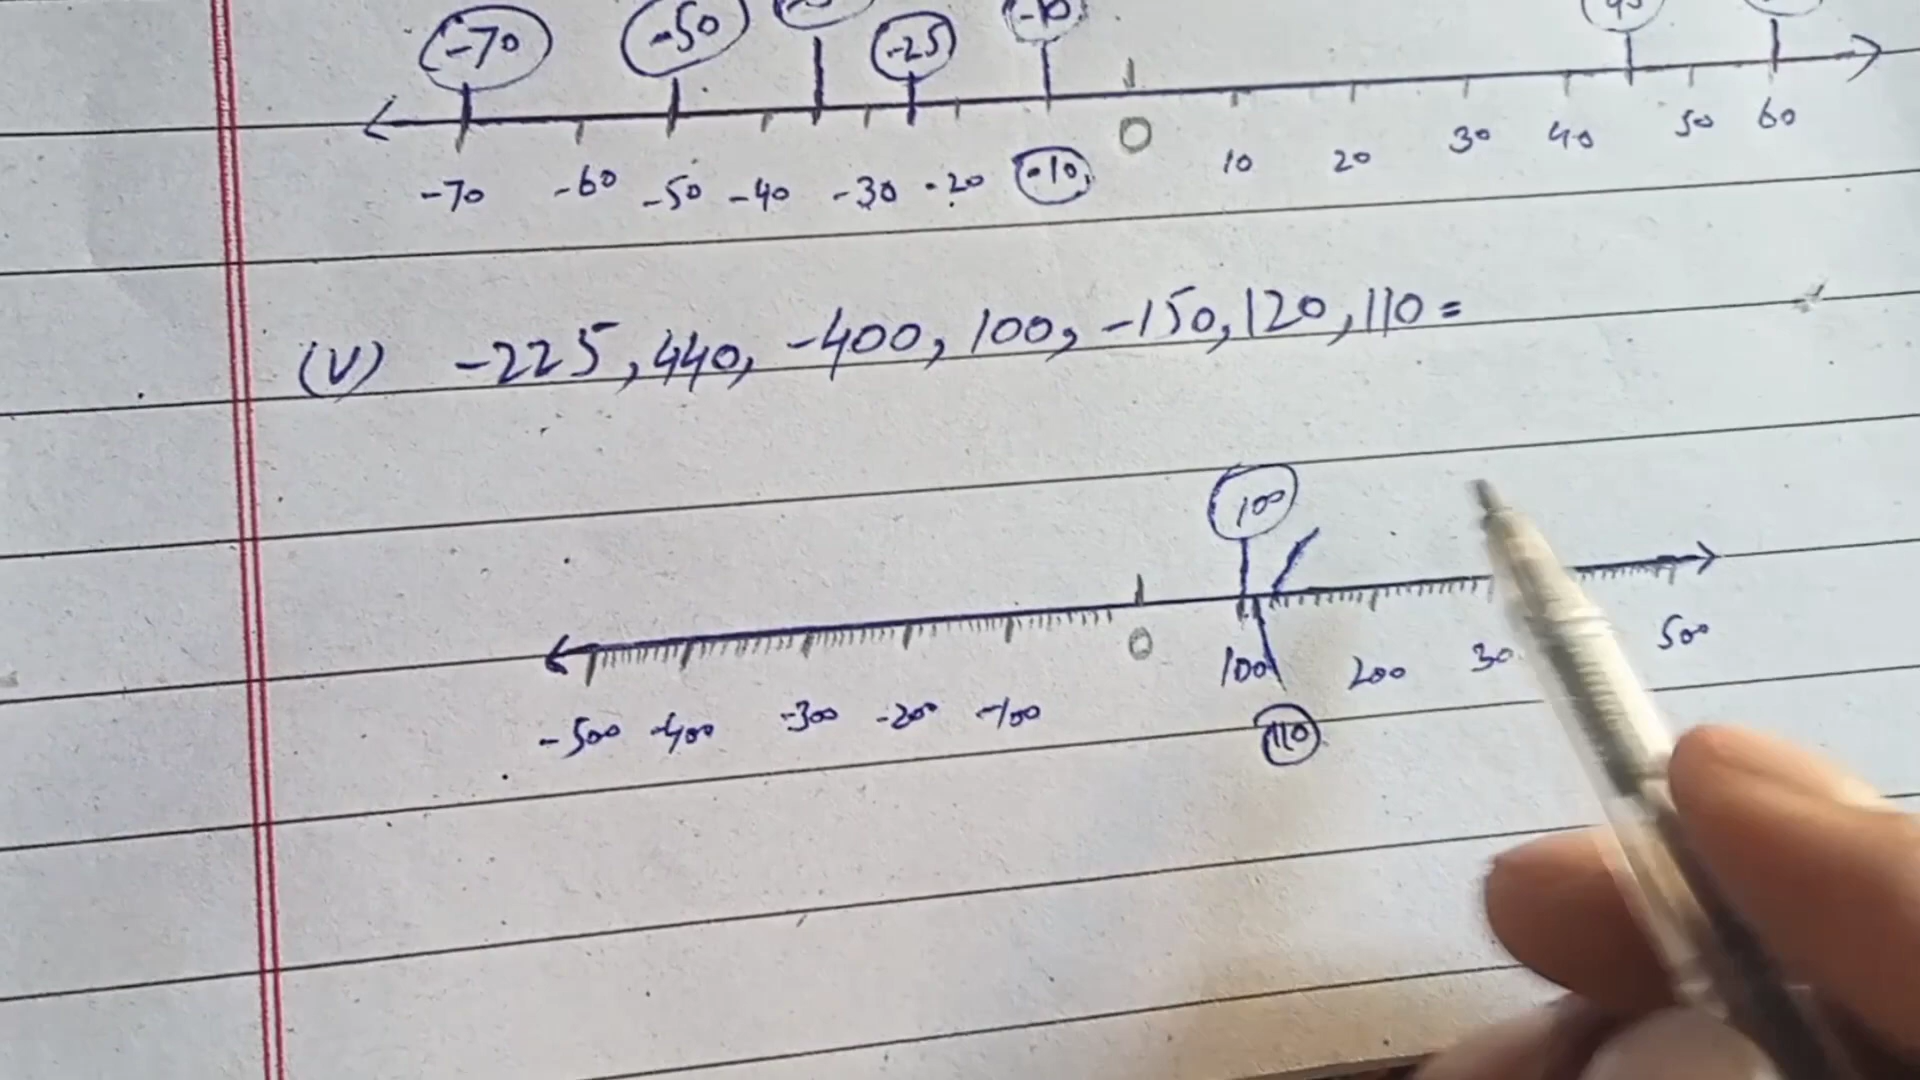 -70 -50 -25 -10
0 10 20 30 40 50 60
-70 -60 -50 -40 -30 -20 -10
(V) -225, 440, -400, 100, -150, 120, 110=
100
-500 -400 -300 -200 -100 0 100 200 30 500
110